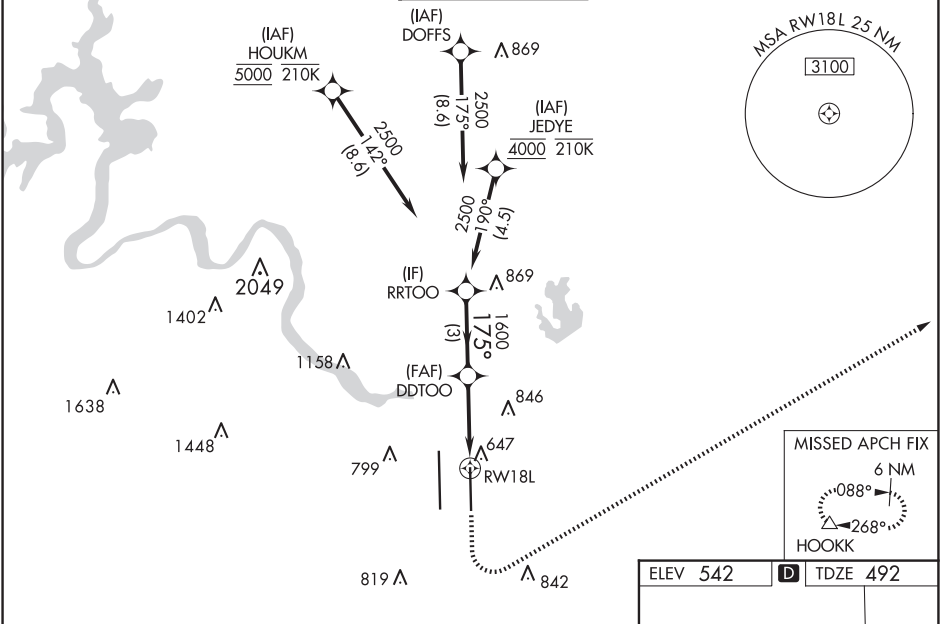 (IAF)
DOFFS
869
(IAF)
HOUKM
5000 210K
MSA RW18L 25 NM
3100
2500
175°
(8.6)
(IAF)
JEDYE
4000 210K
2500
142°
(8.6)
2500
190°
(4.5)
(IF)
RRTOO
869
2049
1402
1600
175°
(3)
1158
(FAF)
DDTOO
1638
846
1448
799
647
RW18L
MISSED APCH FIX
6 NM
088°
268°
HOOKK
819
842
ELEV 542
D
TDZE 492